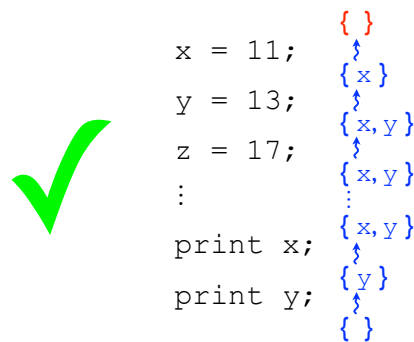 { }
x = 11;
{ x }
y = 13;
{ x, y }
z = 17;
{ x, y }
⋮ ⋮
{ x, y }
print x;
{ y }
print y;
{ }